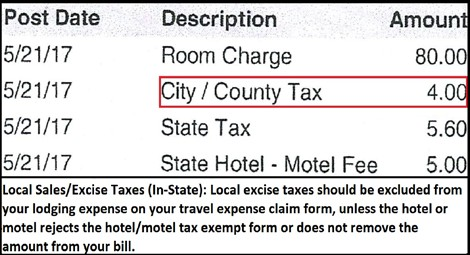 Post Date Description Amount
5/21/17 Room Charge 80.00
5/21/17 City / County Tax 4.00
5/21/17 State Tax 5.60
5/21/17 State Hotel - Motel Fee 5.00
Local Sales/Excise Taxes (In-State): Local excise taxes should be excluded from
your lodging expense on your travel expense claim form, unless the hotel or
motel rejects the hotel/motel tax exempt form or does not remove the
amount from your bill.